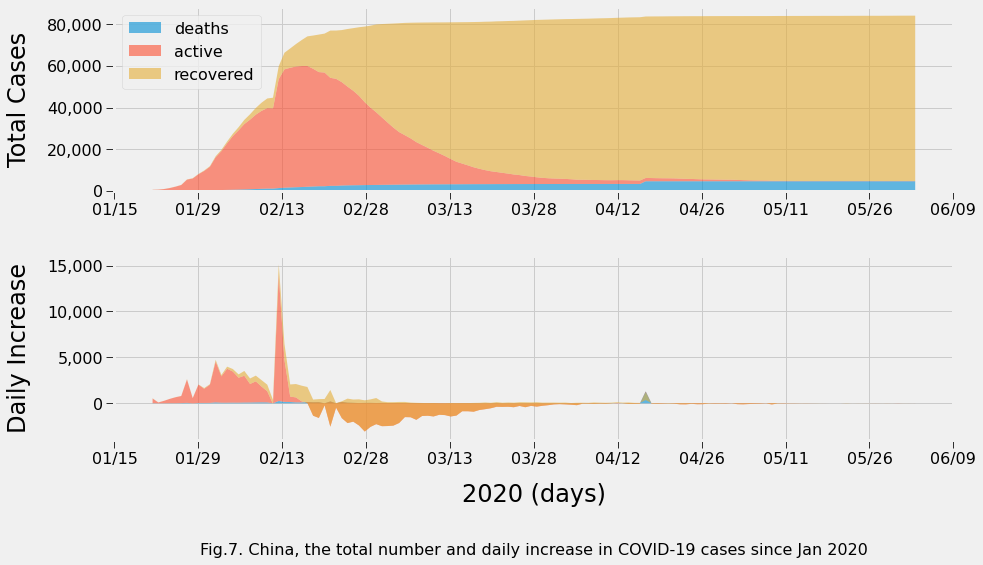 Total Cases
80,000
60,000
40,000
20,000
0
deaths
active
recovered
01/15 01/29 02/13 02/28 03/13 03/28 04/12 04/26 05/11 05/26 06/09
Daily Increase
15,000
10,000
5,000
0
01/15 01/29 02/13 02/28 03/13 03/28 04/12 04/26 05/11 05/26 06/09
2020 (days)
Fig.7. China, the total number and daily increase in COVID-19 cases since Jan 2020